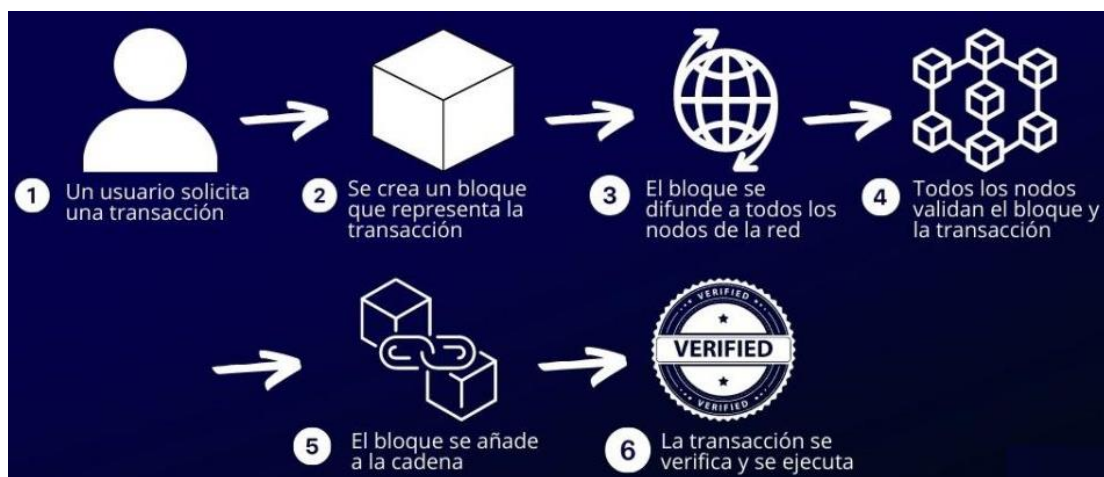 1 Un usuario solicita
una transacción
2 Se crea un bloque
que representa la
transacción
3 El bloque se
difunde a todos los
nodos de la red
4 Todos los nodos
validan el bloque y
la transacción
5 El bloque se añade
a la cadena
VERIFIED
VERIFIED
VERIFIED
6 La transacción se
verifica y se ejecuta